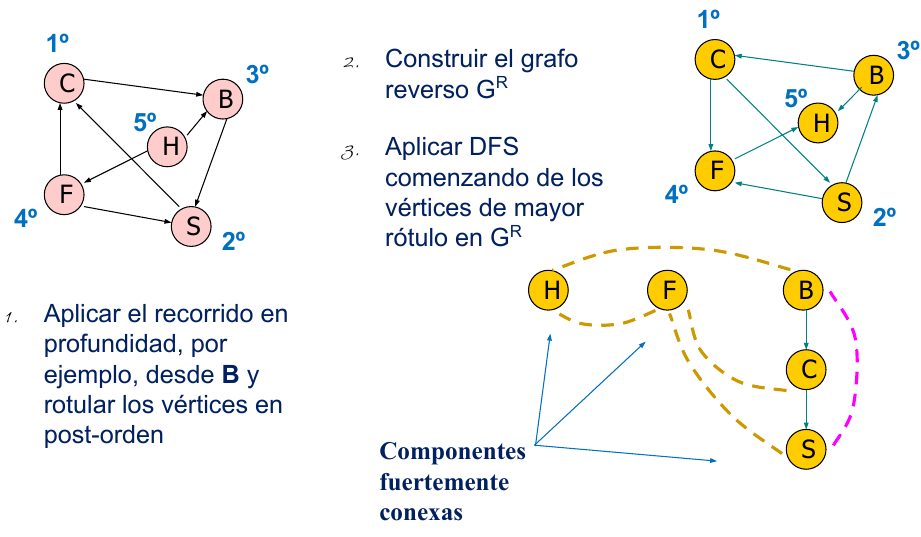 1º
C
3º
B
5º
H
F
4º
S
2º
2. Construir el grafo
reverso G^R
3. Aplicar DFS
comenzando de los
vértices de mayor
rótulo en G^R
1º
C
3º
B
5º
H
F
4º
S
2º
1. Aplicar el recorrido en
profundidad, por
ejemplo, desde B y
rotular los vértices en
post-orden
H
F
B
C
S
Componentes
fuertemente
conexas